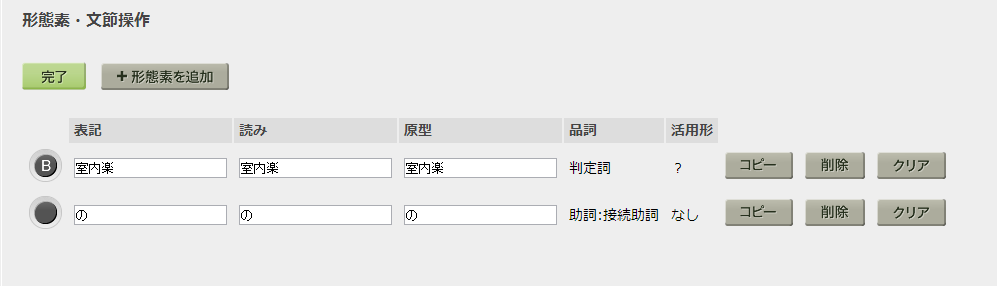 形態素・文節操作
完了 +形態素を追加
表記 読み 原型 品詞 活用形
B 室内楽 室内楽 室内楽 判定詞 ? コピー 削除 クリア
の の の 助詞:接続助詞 なし コピー 削除 クリア